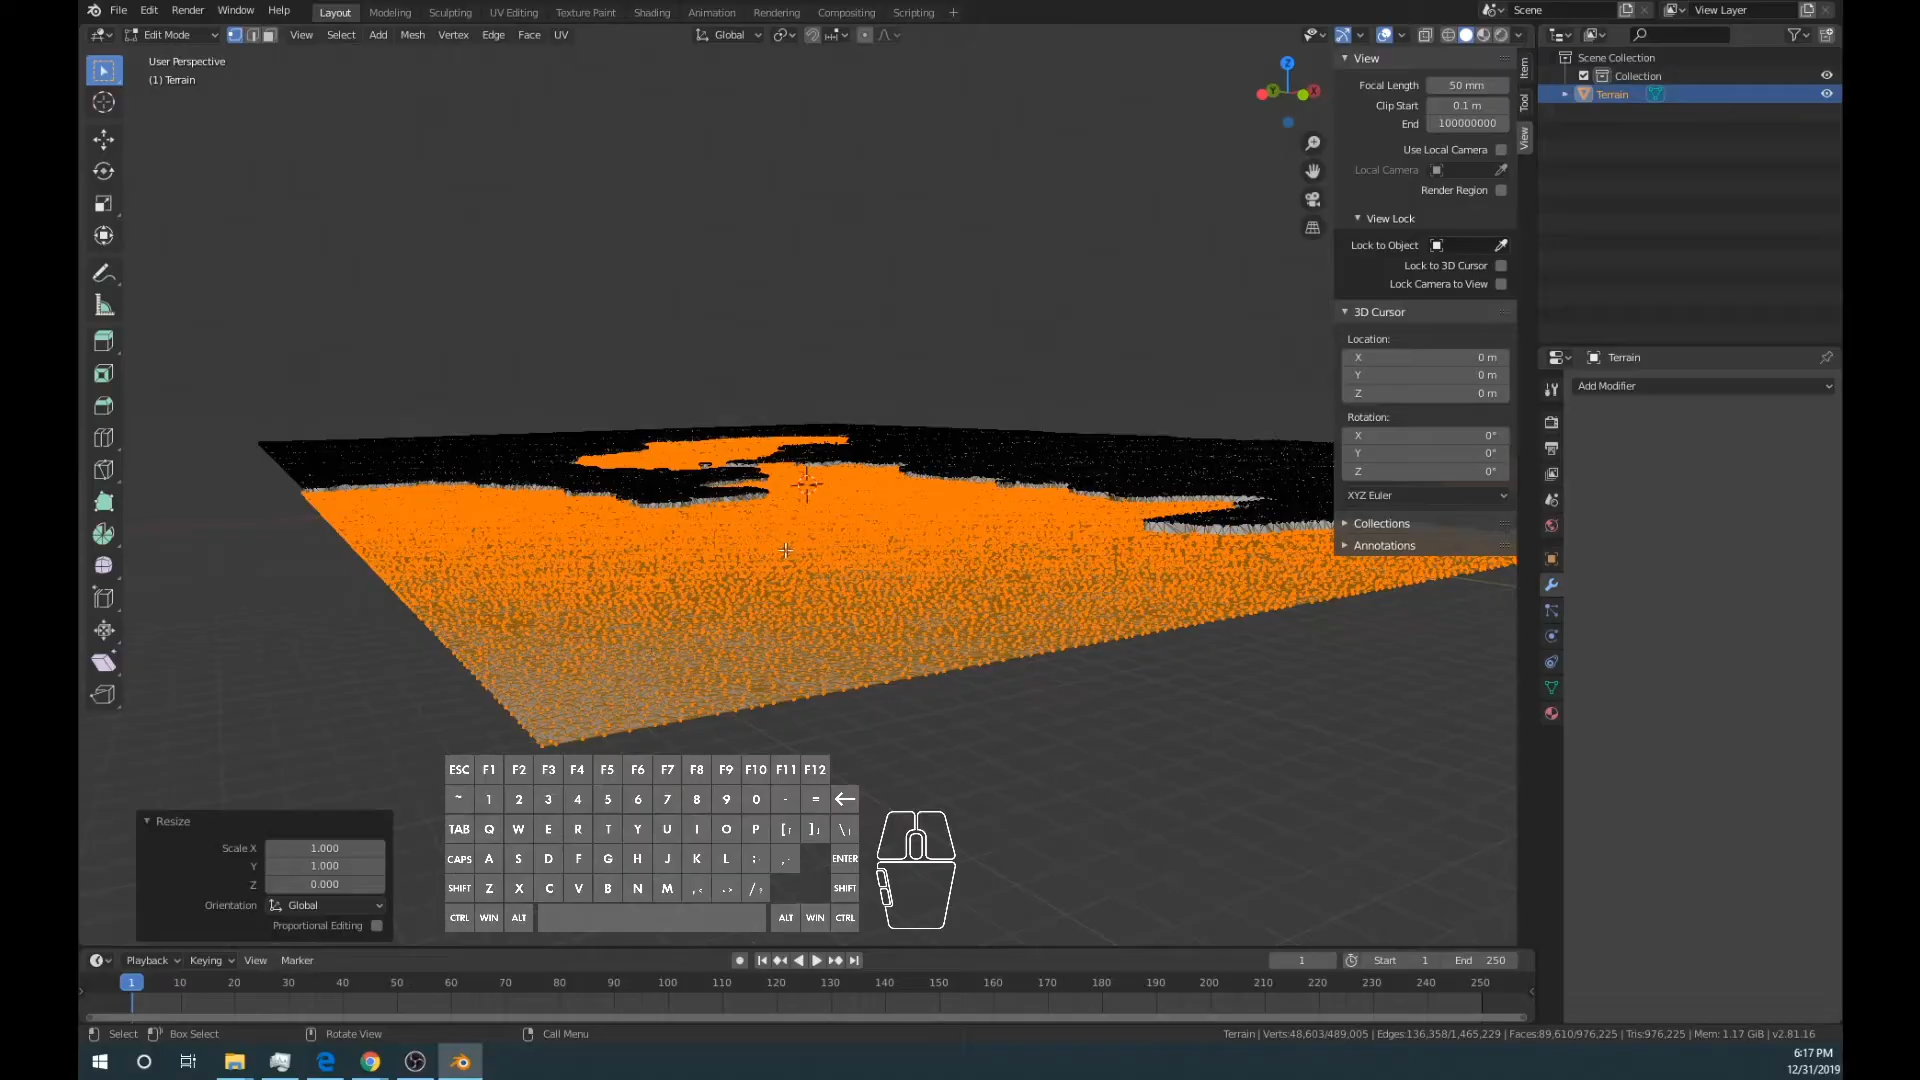 File Edit Render Window Help Layout Modeling Sculpting UV Editing Texture Paint Shading Animation Rendering Compositing Scripting + Scene View Layer
Edit Mode View Select Add Mesh Vertex Edge Face UV Global
User Perspective
(1) Terrain
Z
Y
X
View
Focal Length 50 mm
Clip Start 0.1 m
End 100000000
Use Local Camera
Local Camera
Render Region
View Lock
Lock to Object
Lock to 3D Cursor
Lock Camera to View
3D Cursor
Location:
X 0 m
Y 0 m
Z 0 m
Rotation:
X 0°
Y 0°
Z 0°
XYZ Euler
Collections
Annotations
Item
Tool
View
Scene Collection
Collection
Terrain
Terrain
Add Modifier
Resize
Scale X 1.000
Y 1.000
Z 0.000
Orientation Global
Proportional Editing
ESC F1 F2 F3 F4 F5 F6 F7 F8 F9 F10 F11 F12
~ 1 2 3 4 5 6 7 8 9 0 - =
TAB Q W E R T Y U I O P [ ] \
CAPS A S D F G H J K L ; , ENTER
SHIFT Z X C V B N M , . / SHIFT
CTRL WIN ALT ALT WIN CTRL
Playback Keying View Marker 1 Start 1 End 250
1 10 20 30 40 50 60 70 80 90 100 110 120 130 140 150 160 170 180 190 200 210 220 230 240 250
Select Box Select Rotate View Call Menu Terrain | Verts:48,603/489,005 | Edges:136,358/1,465,229 | Faces:89,610/976,225 | Tris:976,225 | Mem: 1.17 GiB | v2.81.16
6:17 PM
12/31/2019